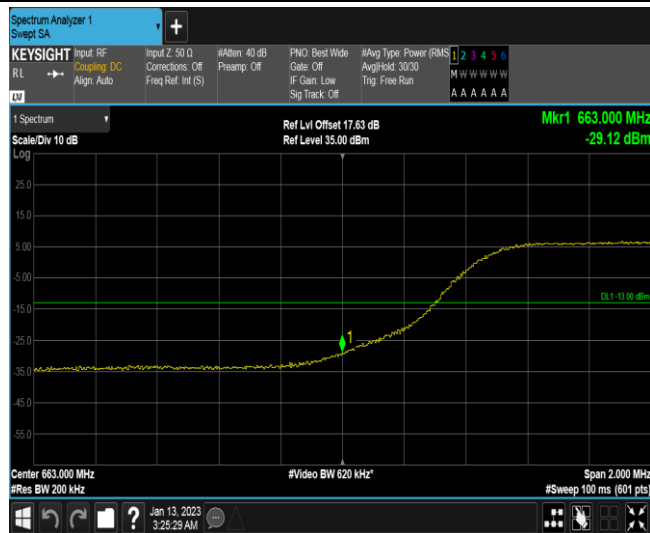 Spectrum Analyzer 1
Swept SA
+
KEYSIGHT
RL
Input: RF
Coupling: DC
Align: Auto
Input Z: 50 Ω
Corrections: Off
Freq Ref: Int (S)
#Atten: 40 dB
Preamp: Off
PNO: Best Wide
Gate: Off
IF Gain: Low
Sig Track: Off
#Avg Type: Power (RMS
Avg|Hold: 30/30
Trig: Free Run
1 2 3 4 5 6
M W W W W W
A A A A A A
1 Spectrum
Scale/Div 10 dB
Log
Ref Lvl Offset 17.63 dB
Ref Level 35.00 dBm
Mkr1 663.000 MHz
-29.12 dBm
25.0
15.0
5.00
-5.00
DL1 -13.00 dBm
-15.0
1
-25.0
-35.0
-45.0
-55.0
Center 663.000 MHz
#Video BW 620 kHz*
Span 2.000 MHz
#Res BW 200 kHz
#Sweep 100 ms (601 pts)
?
Jan 13, 2023
3:25:29 AM